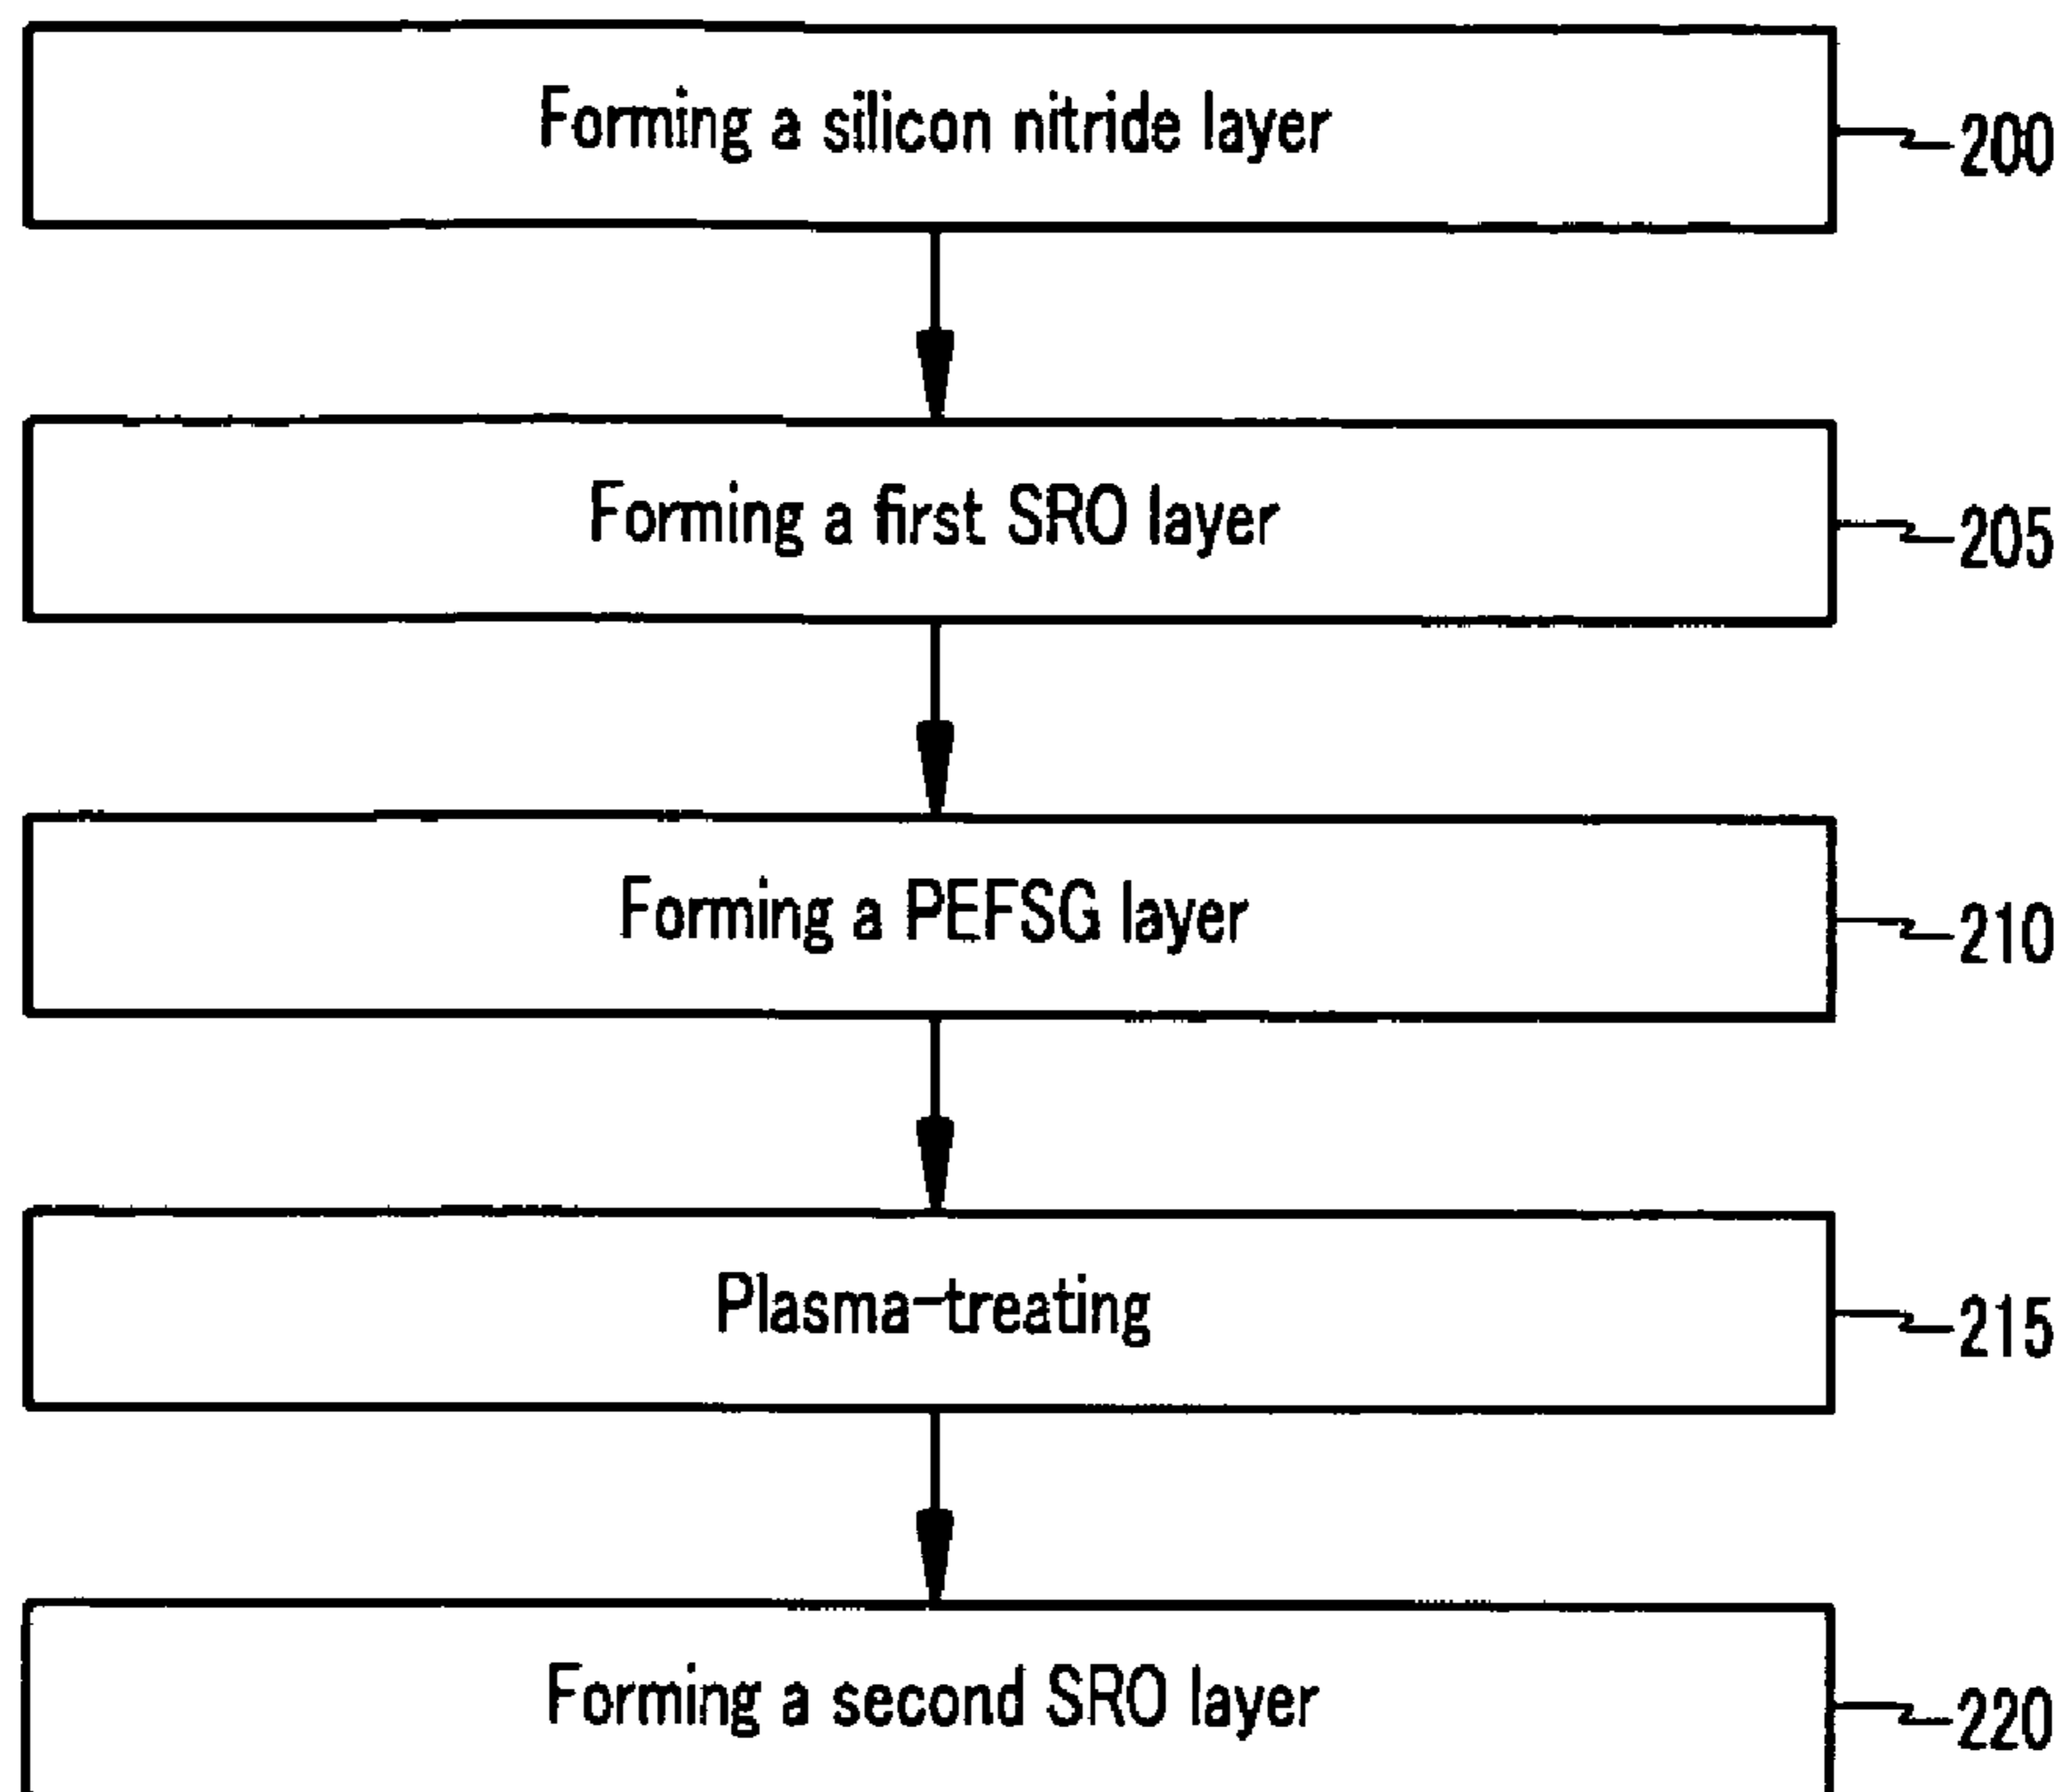 Forming a silicon nitride layer
200
Forming a first SRO layer
205
Forming a PEFSG layer
210
Plasma-treating
215
Forming a second SRO layer
220